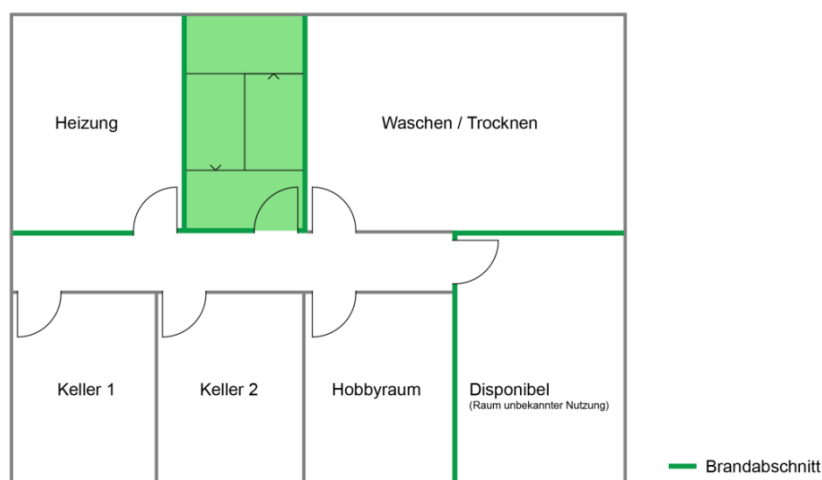 Heizung
Waschen / Trocknen
Keller 1
Keller 2
Hobbyraum
Disponibel
(Raum unbekannter Nutzung)
Brandabschnitt